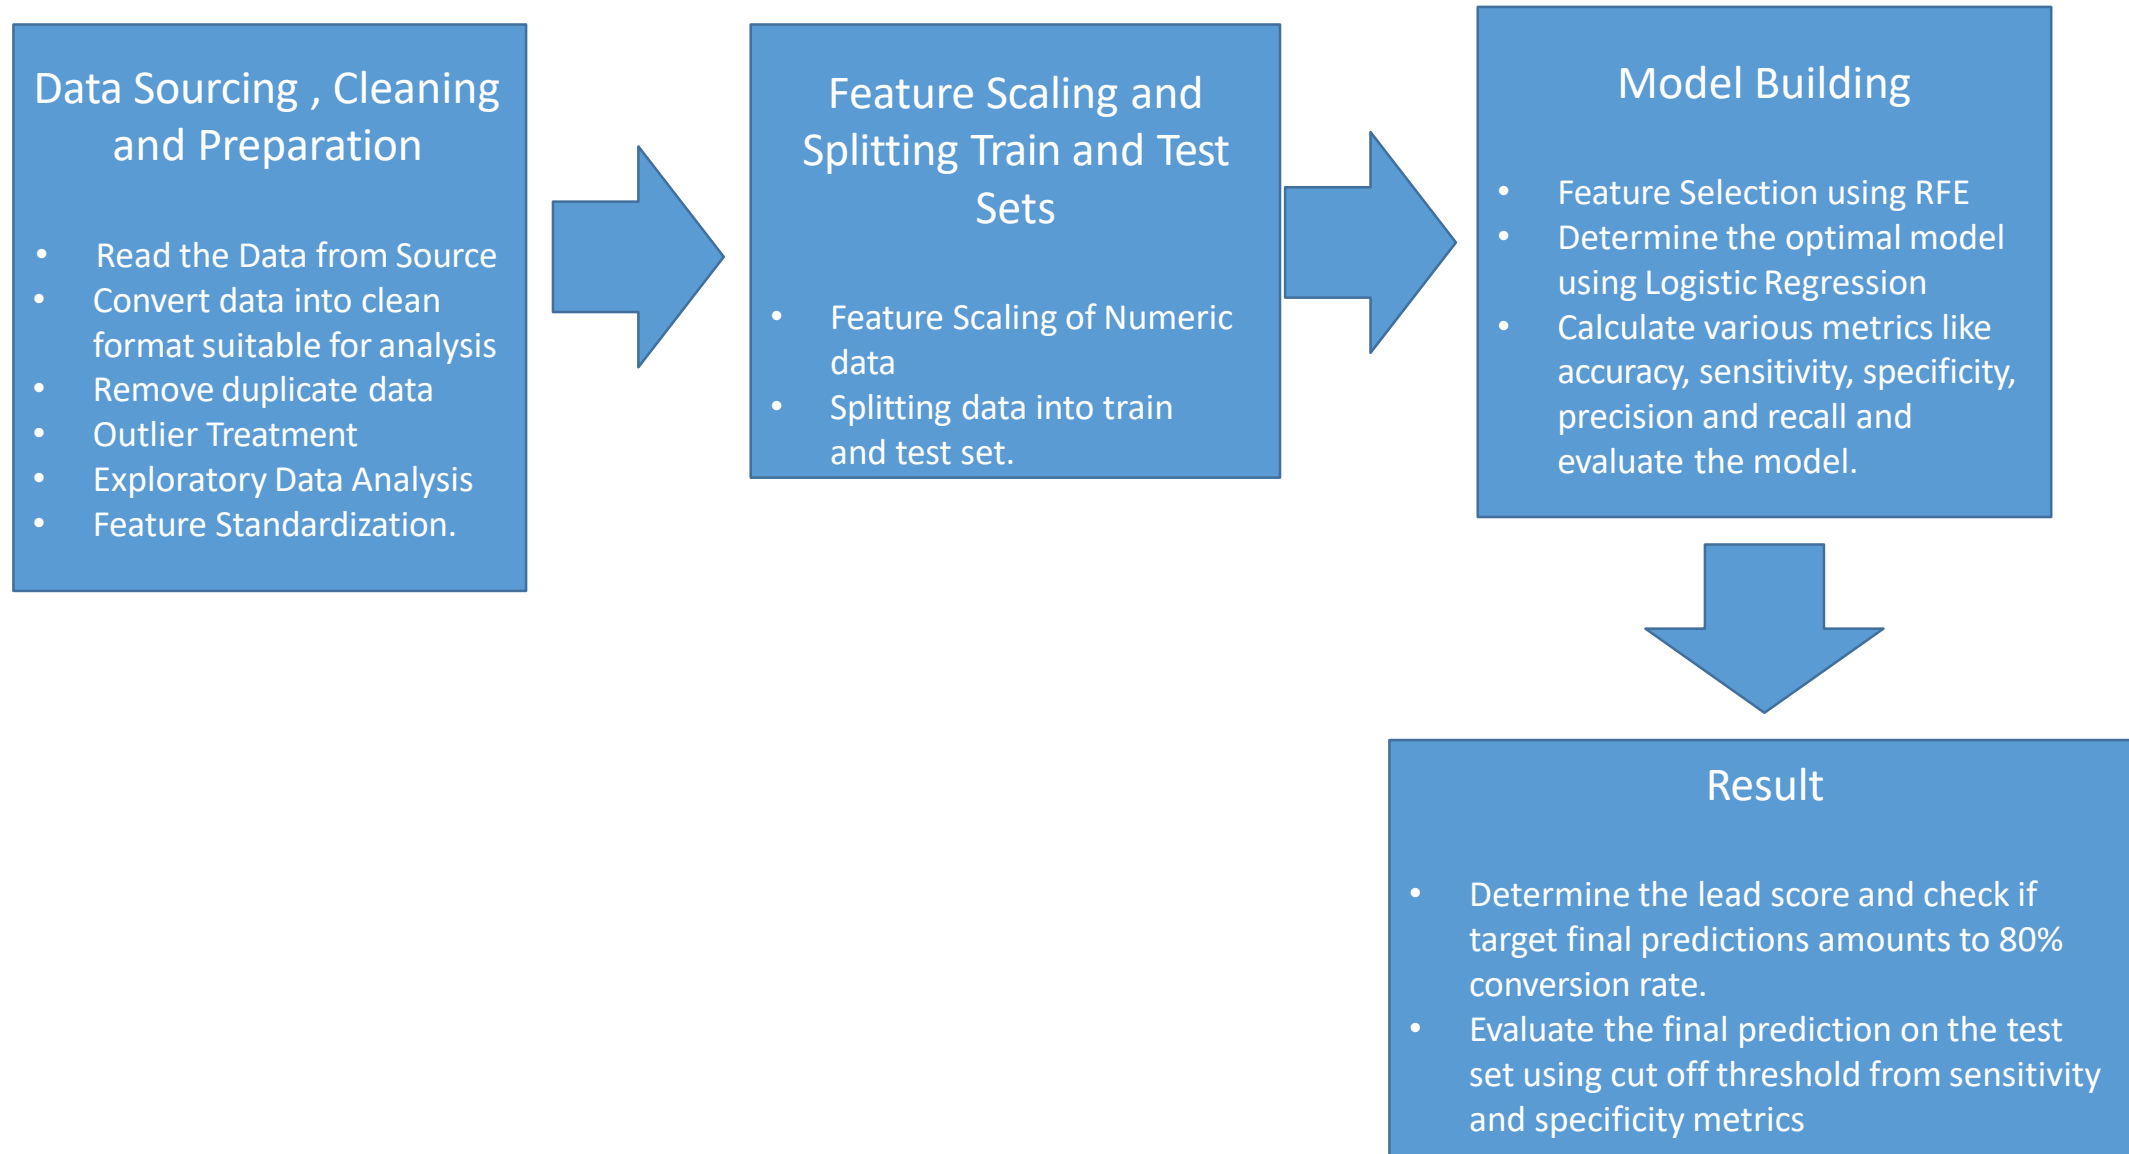 Data Sourcing , Cleaning
and Preparation
• Read the Data from Source
• Convert data into clean
format suitable for analysis
• Remove duplicate data
• Outlier Treatment
• Exploratory Data Analysis
• Feature Standardization.
Feature Scaling and
Splitting Train and Test
Sets
• Feature Scaling of Numeric
data
• Splitting data into train
and test set.
Model Building
• Feature Selection using RFE
• Determine the optimal model
using Logistic Regression
• Calculate various metrics like
accuracy, sensitivity, specificity,
precision and recall and
evaluate the model.
Result
• Determine the lead score and check if
target final predictions amounts to 80%
conversion rate.
• Evaluate the final prediction on the test
set using cut off threshold from sensitivity
and specificity metrics